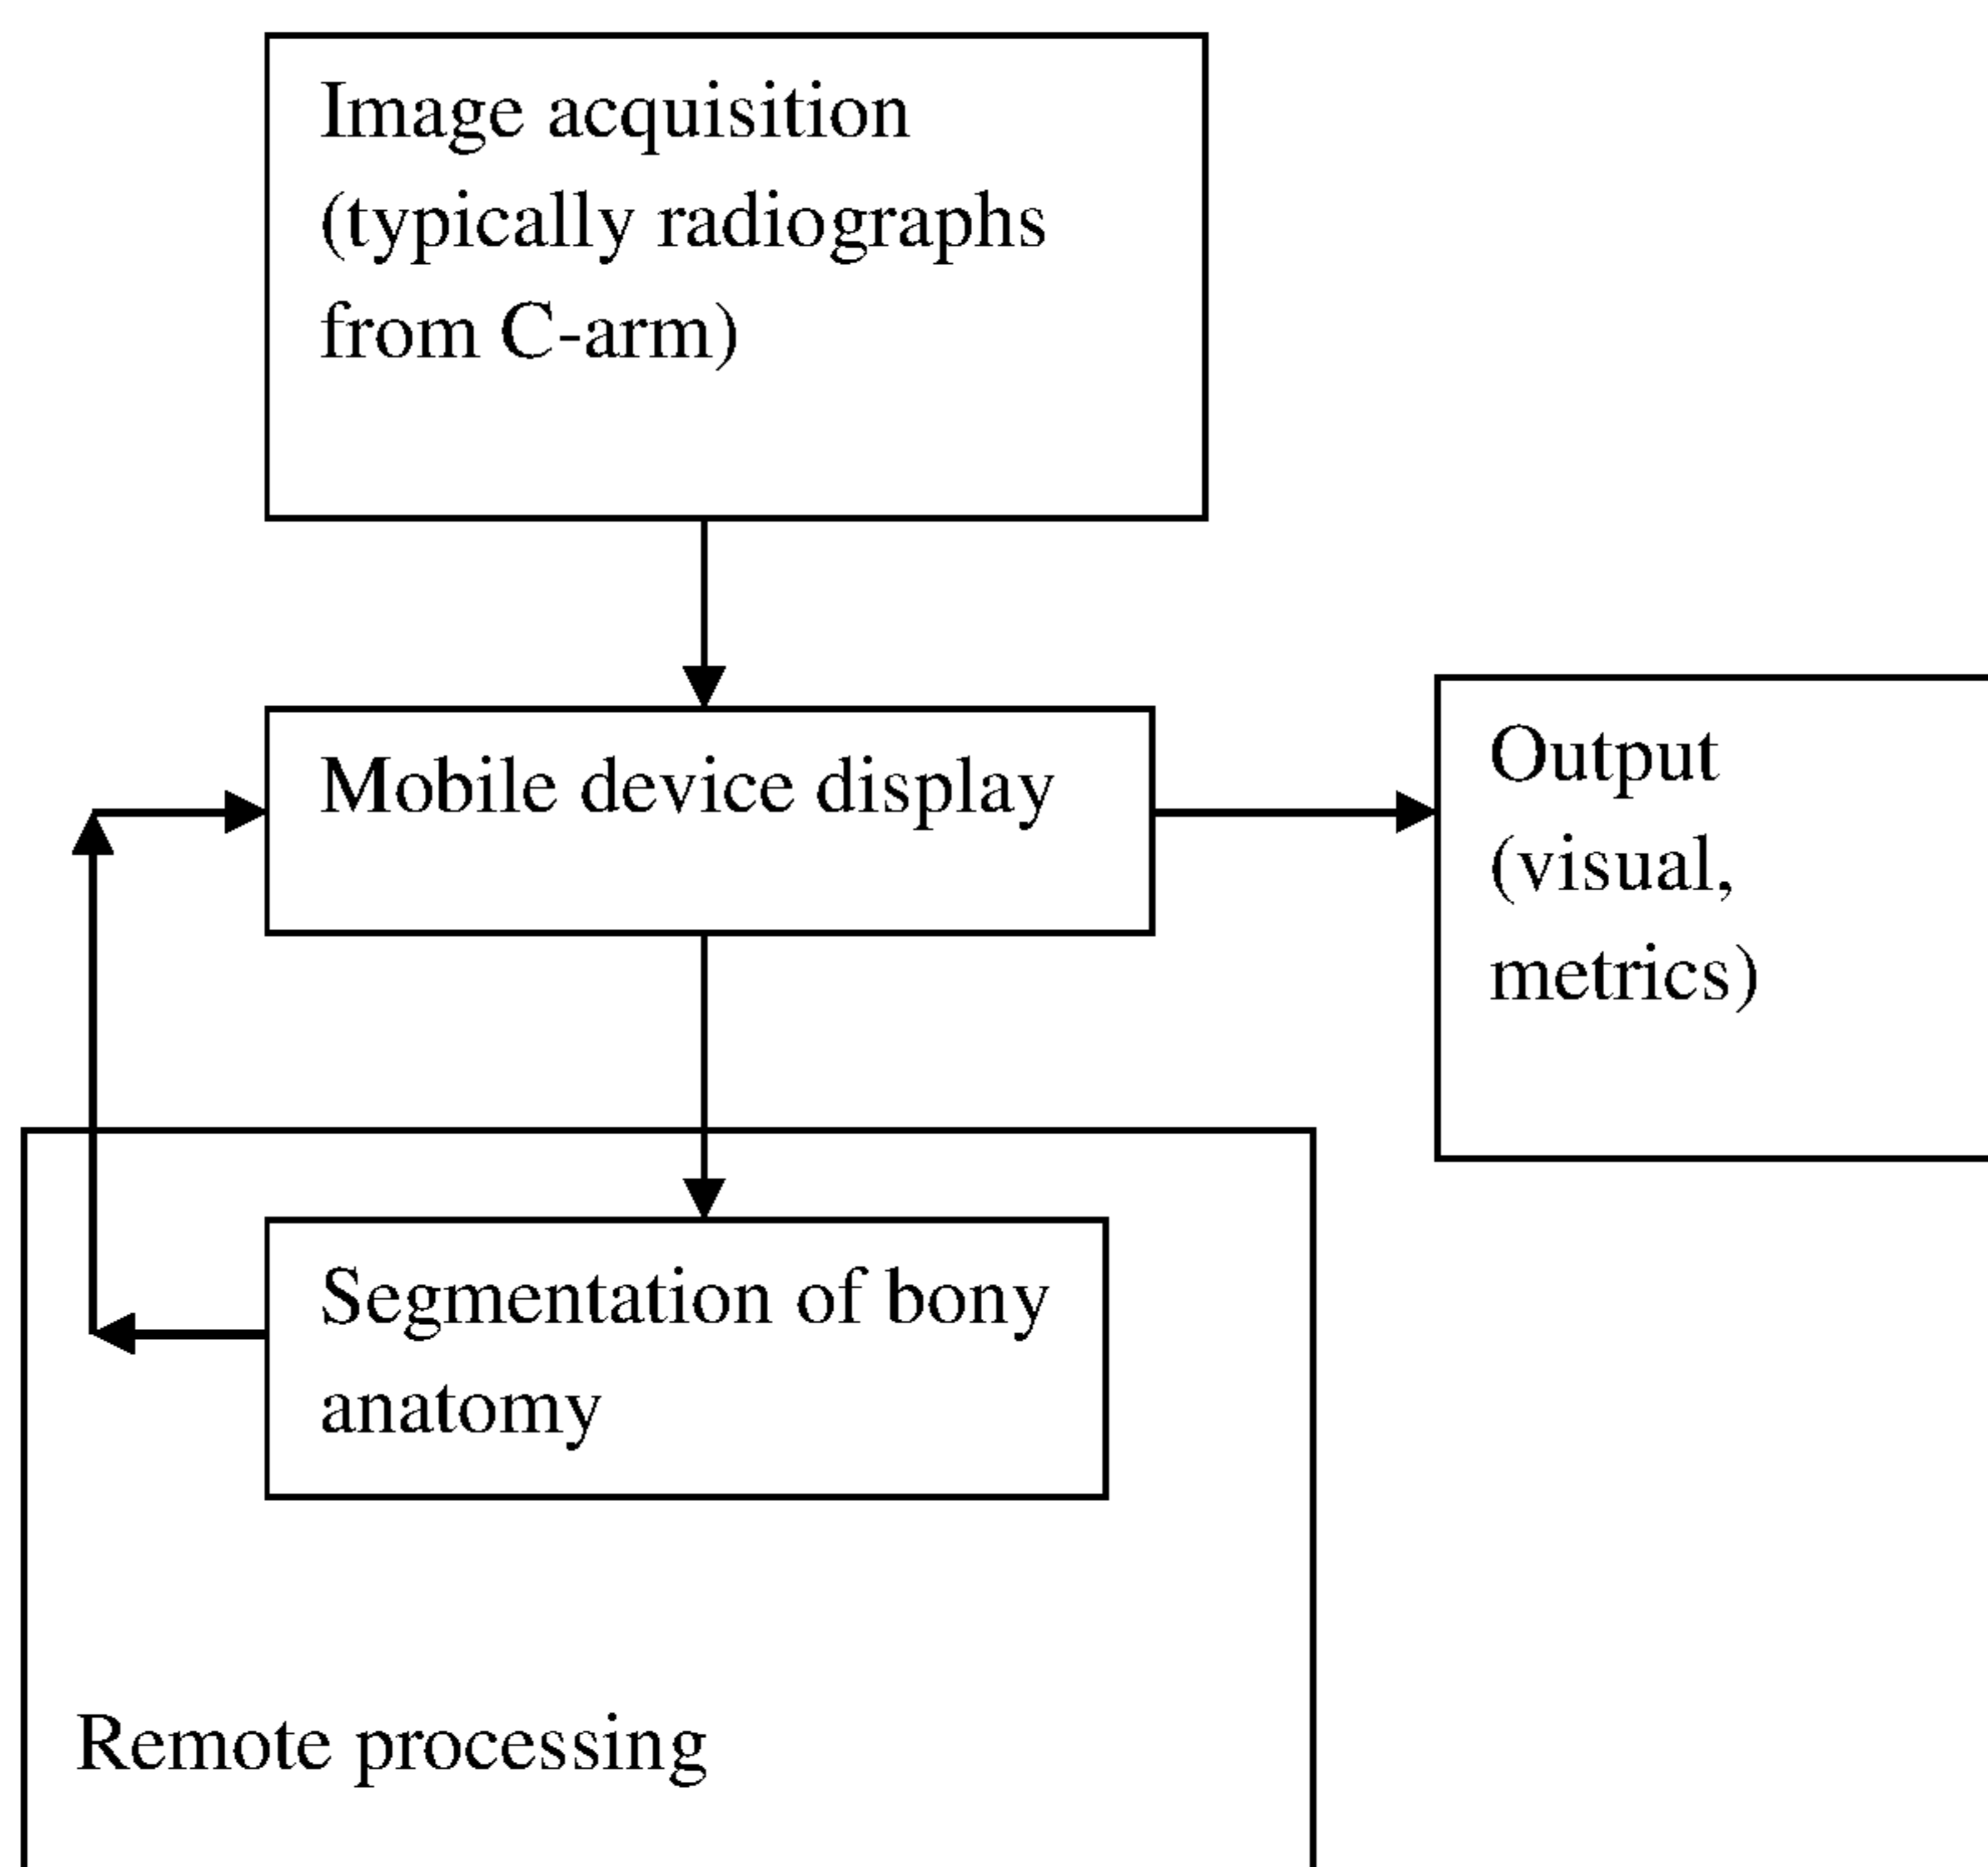 Image acquisition
(typically radiographs
from C-arm)
Mobile device display
Output
(visual,
metrics)
Segmentation of bony
anatomy
Remote processing